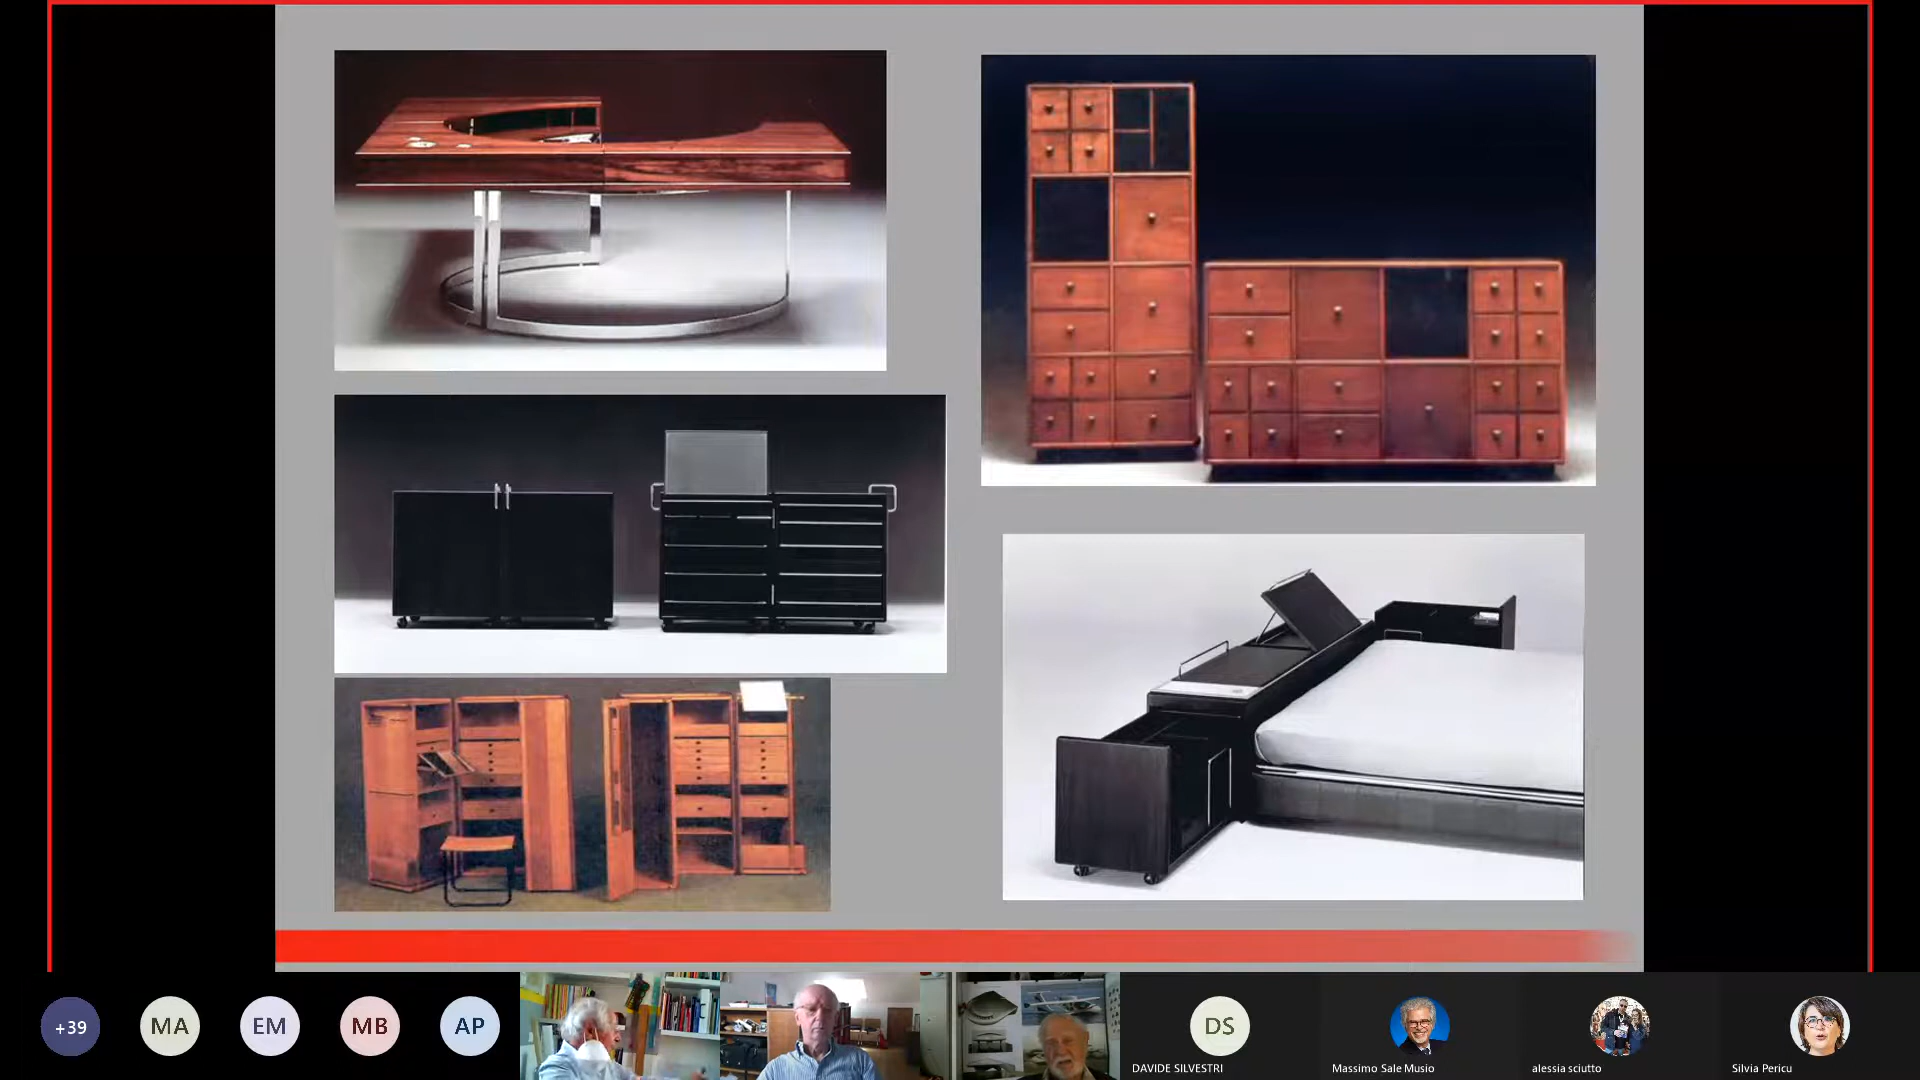 +39
MA
EM
MB
AP
DS
DAVIDE SILVESTRI
Massimo Sale Musio
alessia sciutto
Silvia Pericu